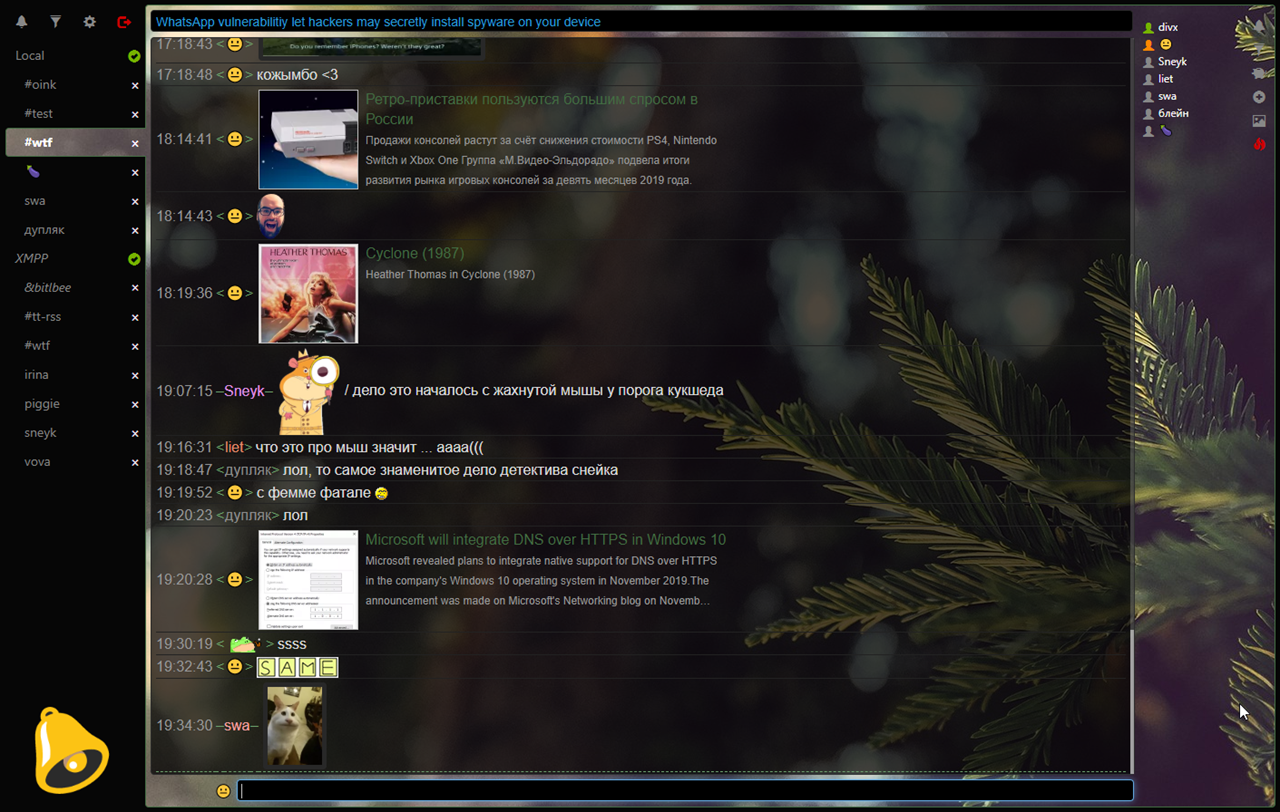 WhatsApp vulnerabilitiy let hackers may secretly install spyware on your device
Local
#oink
#test
#wtf
swa
дупляк
XMPP
&bitlbee
#tt-rss
#wtf
irina
piggie
sneyk
vova
17:18:43 < >
Do you remember iPhones? Weren't they great?
17:18:48 < > кожымбо <3
18:14:41 < >
Ретро-приставки пользуются большим спросом в
России
Продажи консолей растут за счёт снижения стоимости PS4, Nintendo
Switch и Xbox One Группа «М.Видео-Эльдорадо» подвела итоги
развития рынка игровых консолей за девять месяцев 2019 года.
18:14:43 < >
18:19:36 < >
HEATHER THOMAS
Cyclone (1987)
Heather Thomas in Cyclone (1987)
19:07:15 –Sneyk– / дело это началось с жахнутой мышы у порога кукшеда
19:16:31 <liet> что это про мыш значит ... аааа(((
19:18:47 <дупляк> лол, то самое знаменитое дело детектива снейка
19:19:52 < > с фемме фатале
19:20:23 <дупляк> лол
19:20:28 < >
Microsoft will integrate DNS over HTTPS in Windows 10
Microsoft revealed plans to integrate native support for DNS over HTTPS
in the company's Windows 10 operating system in November 2019.The
announcement was made on Microsoft's Networking blog on Novemb...
19:30:19 < > ssss
19:32:43 < > SAME
19:34:30 –swa–
divx
Sneyk
liet
swa
блейн